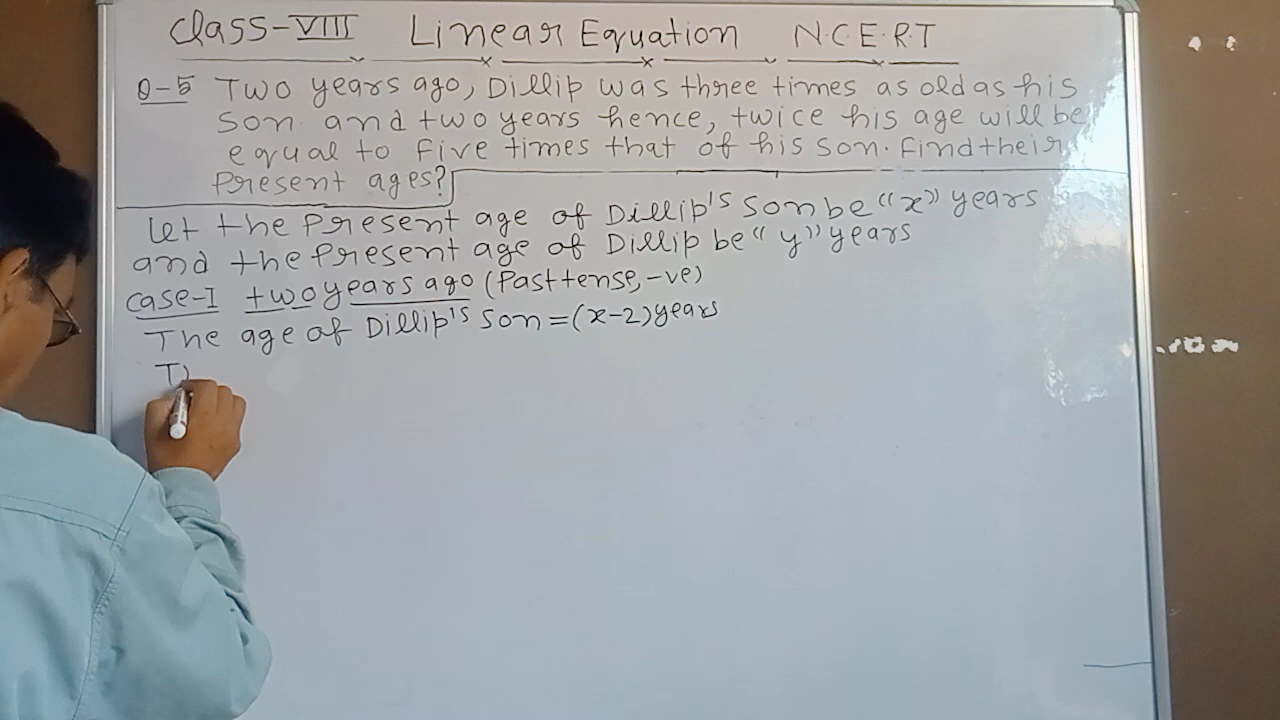 Class-VIII Linear Equation N.C.E.R.T
Q-5 Two years ago, Dillip was three times as old as his
son and two years hence, twice his age will be
equal to five times that of his son. Find their
Present ages?
Let the Present age of Dillip's son be "x" years
and the Present age of Dillip be "y" years
Case-I two years ago (Past tense, -ve)
The age of Dillip's son = (x-2) years
Th